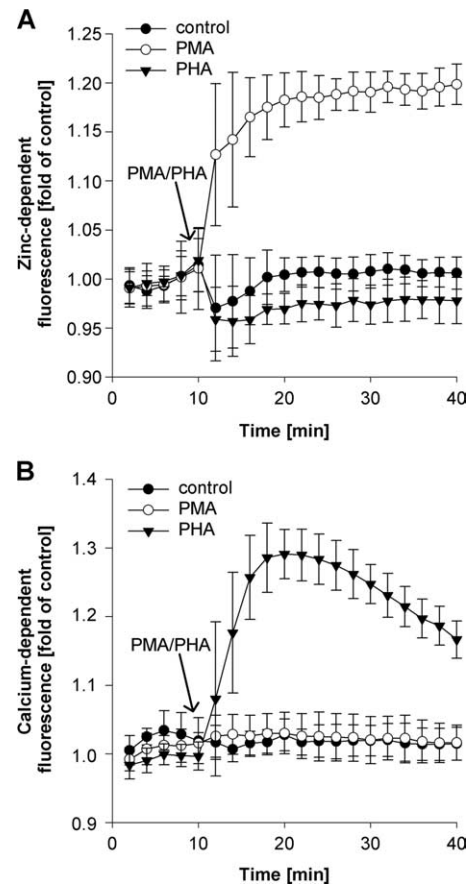 A
control
PMA
PHA
PMA/PHA
Zinc-dependent
fluorescence [fold of control]
1.25
1.20
1.15
1.10
1.05
1.00
0.95
0.90
0 10 20 30 40
Time [min]
B
control
PMA
PHA
PMA/PHA
Calcium-dependent
fluorescence [fold of control]
1.4
1.3
1.2
1.1
1.0
0.9
0 10 20 30 40
Time [min]